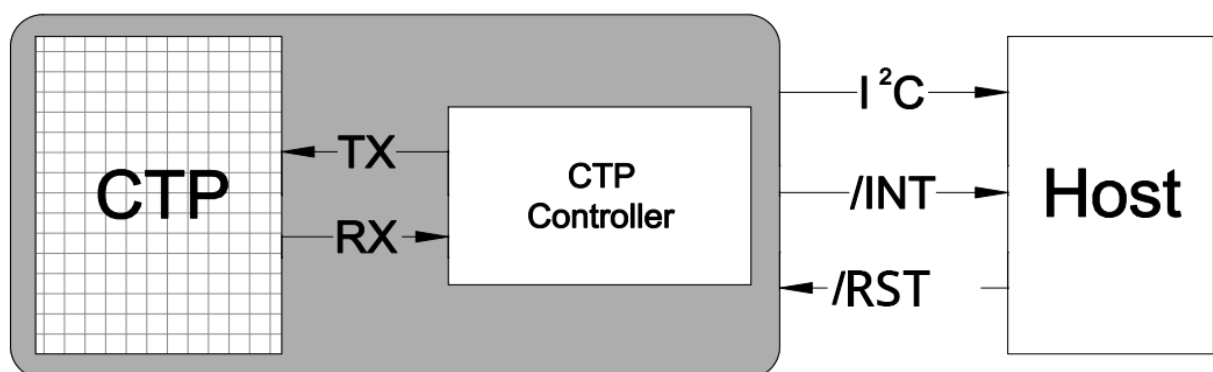 CTP
TX
RX
CTP
Controller
I²C
/INT
/RST
Host